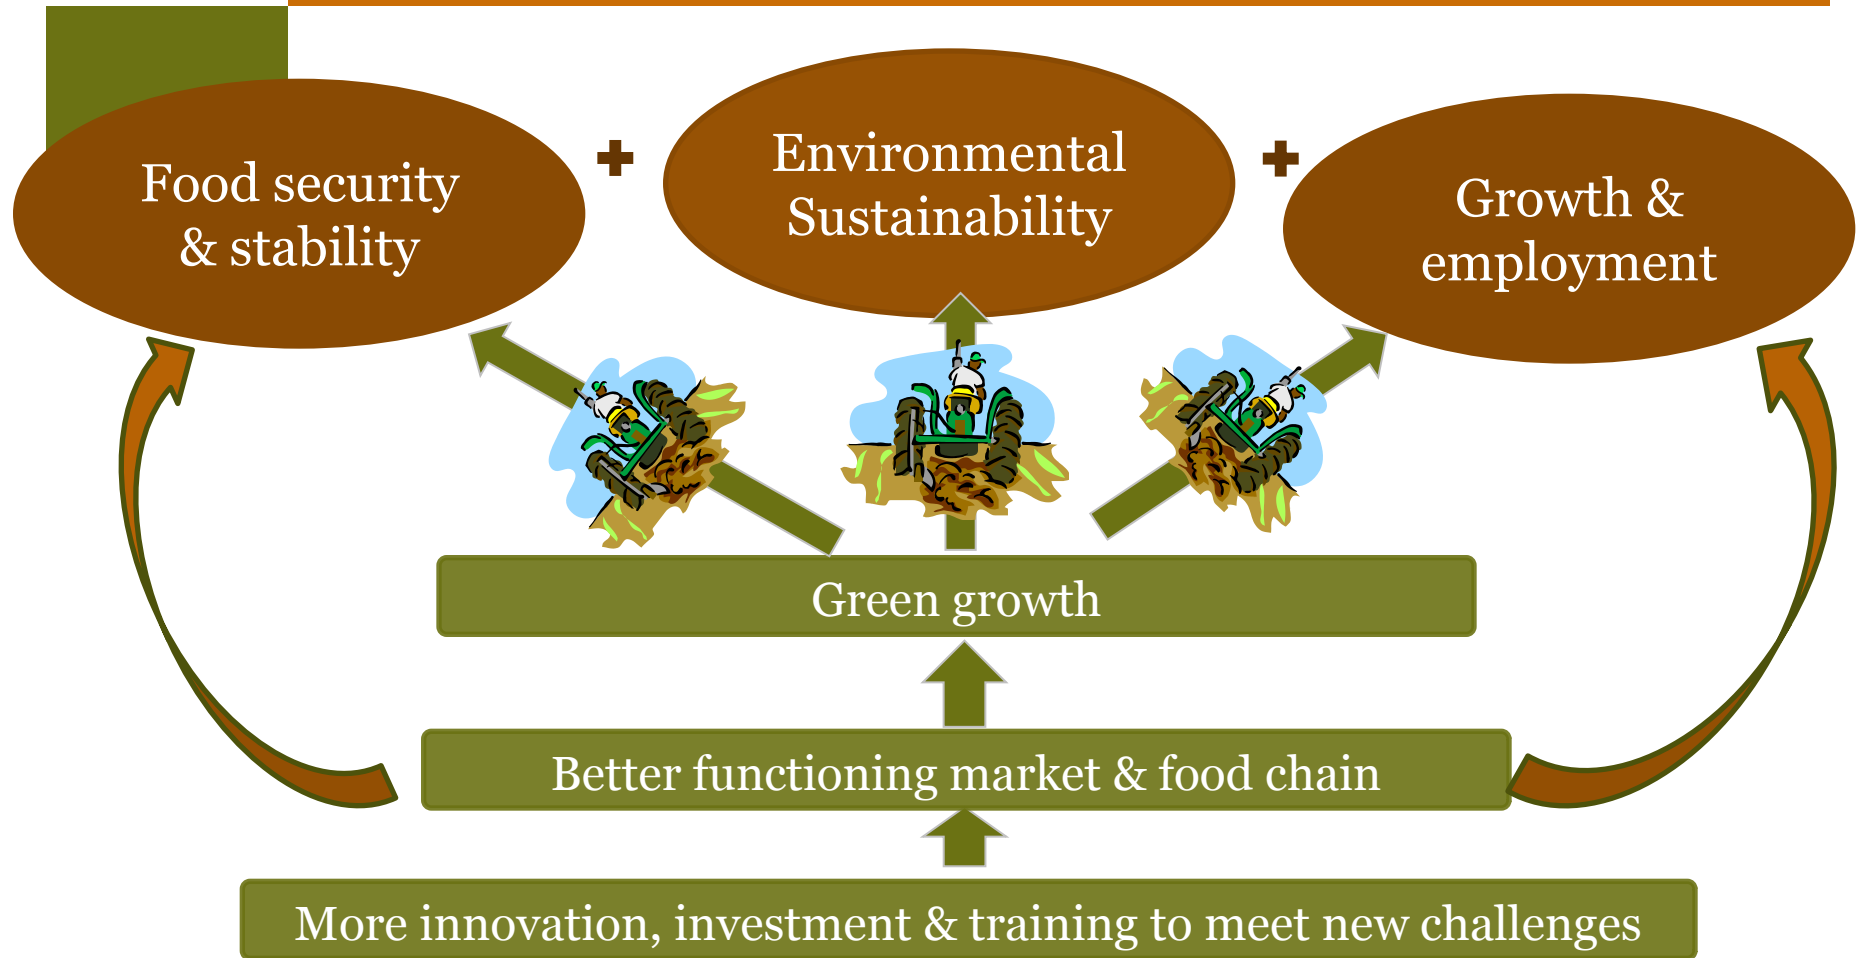 Food security
& stability
+
Environmental
Sustainability
+
Growth &
employment
Green growth
Better functioning market & food chain
More innovation, investment & training to meet new challenges